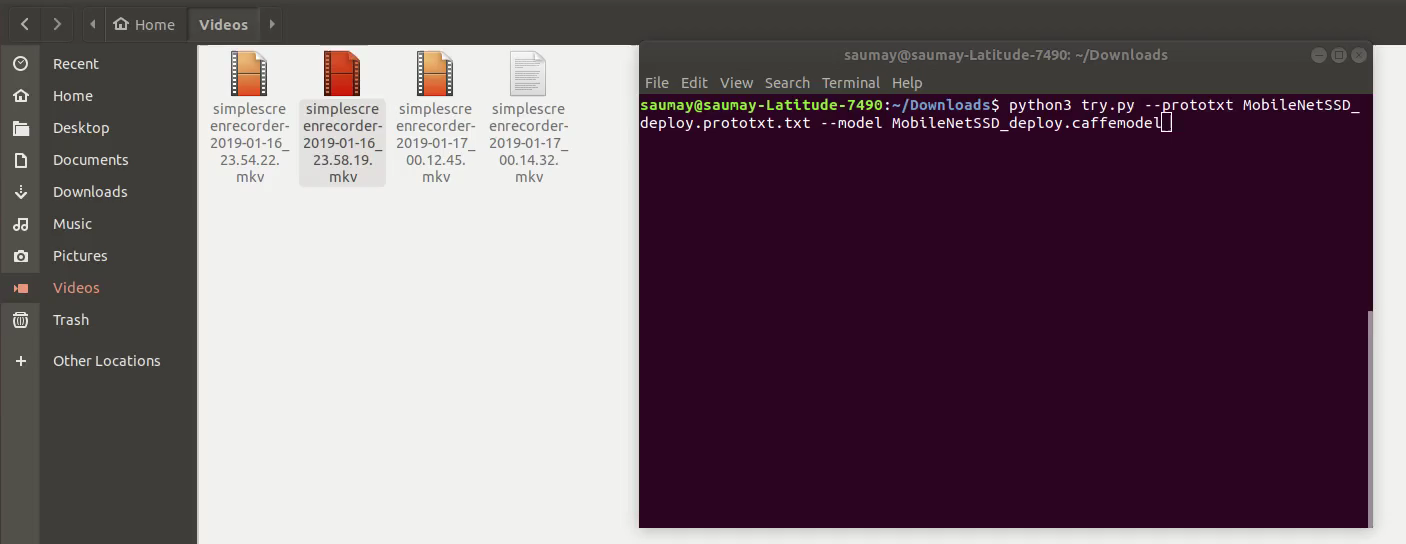 Home
Videos
Recent
Home
Desktop
Documents
Downloads
Music
Pictures
Videos
Trash
Other Locations
simplescre
enrecorder-
2019-01-16_
23.54.22.
mkv
simplescre
enrecorder-
2019-01-16_
23.58.19.
mkv
simplescre
enrecorder-
2019-01-17_
00.12.45.
mkv
simplescre
enrecorder-
2019-01-17_
00.14.32.
mkv
saumay@saumay-Latitude-7490: ~/Downloads
File Edit View Search Terminal Help
saumay@saumay-Latitude-7490:~/Downloads$ python3 try.py --prototxt MobileNetSSD_
deploy.prototxt.txt --model MobileNetSSD_deploy.caffemodel